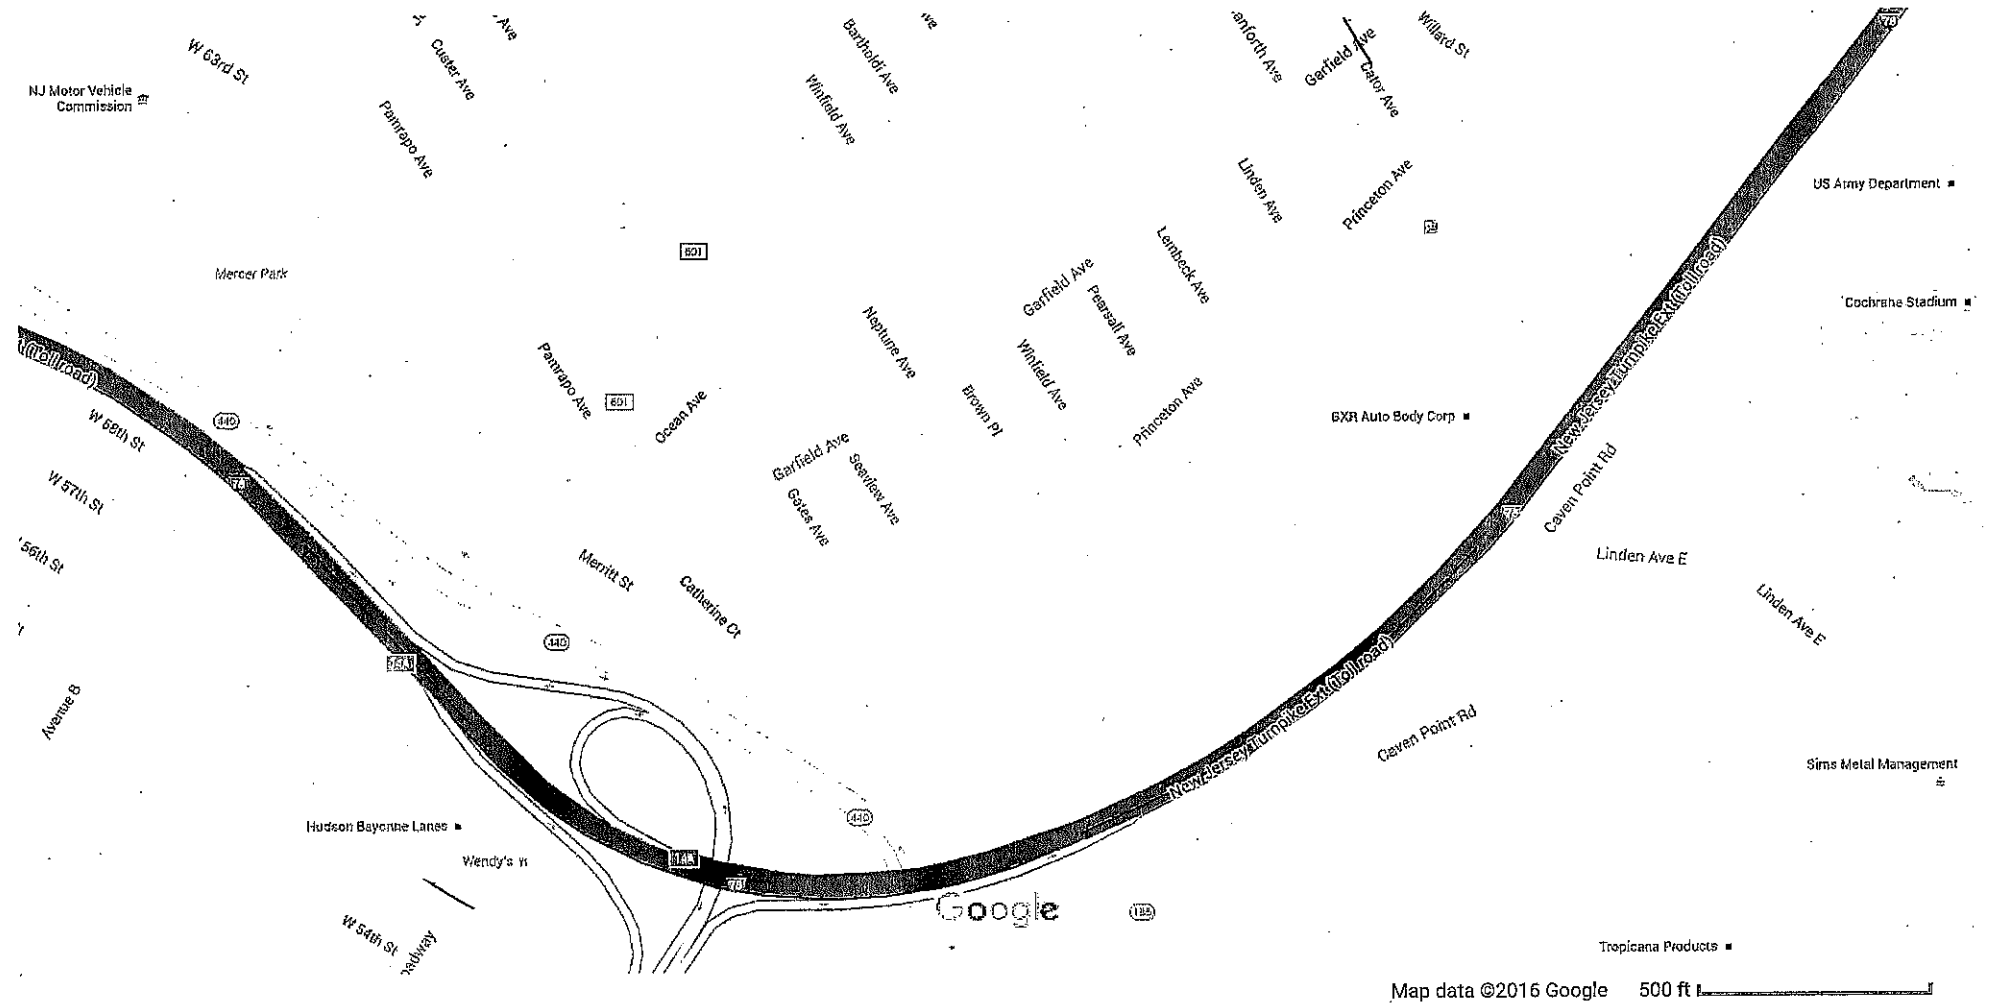 Ave
Custer Ave
W 63rd St
NJ Motor Vehicle
Commission
Pamrapo Ave
Bartholdi Ave
Winfield Ave
Garfield Ave
Gator Ave
Willard St
78
Linden Ave
Princeton Ave
US Army Department
601
Mercer Park
Lembeck Ave
Garfield Ave
Pearsall Ave
Cochrane Stadium
New Jersey Turnpike Ext (Toll road)
Neptune Ave
Winfield Ave
Pamrapo Ave
601
Ocean Ave
Brown Pl
Princeton Ave
GXR Auto Body Corp
t (Toll road)
440
W 58th St
Garfield Ave
Seaview Ave
Gates Ave
Caven Point Rd
W 57th St
56th St
Merritt St
Catherine Ct
Linden Ave E
Linden Ave E
440
14A
Avenue B
New Jersey Turnpike Ext (Toll road)
Caven Point Rd
Sims Metal Management
440
Hudson Bayonne Lanes
Wendy's
14A
78
Google
185
W 54th St
adway
Tropicana Products
Map data ©2016 Google 500 ft